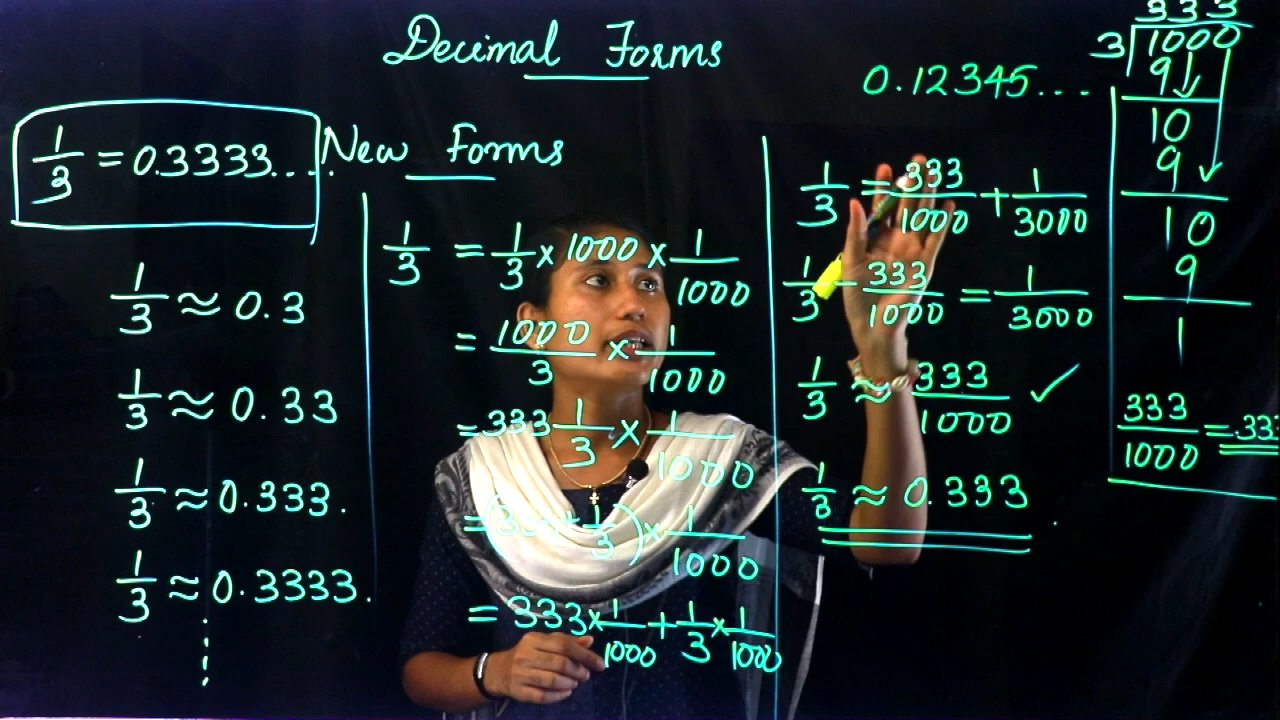 Decimal Forms
0.12345...
1/3 = 0.3333....
New Forms
1/3 ≈ 0.3
1/3 ≈ 0.33
1/3 ≈ 0.333.
1/3 ≈ 0.3333.
1/3 = 1/3 × 1000 × 1/1000
= 1000/3 × 1/1000
= 333 1/3 × 1/1000
= (333 + 1/3) × 1/1000
= 333 × 1/1000 + 1/3 × 1/1000
1/3 = 333/1000 + 1/3000
1/3 - 333/1000 = 1/3000
1/3 ≈ 333/1000 ✓
1/3 ≈ 0.333
333
3 1000
9
10
9
10
9
1
333/1000 =